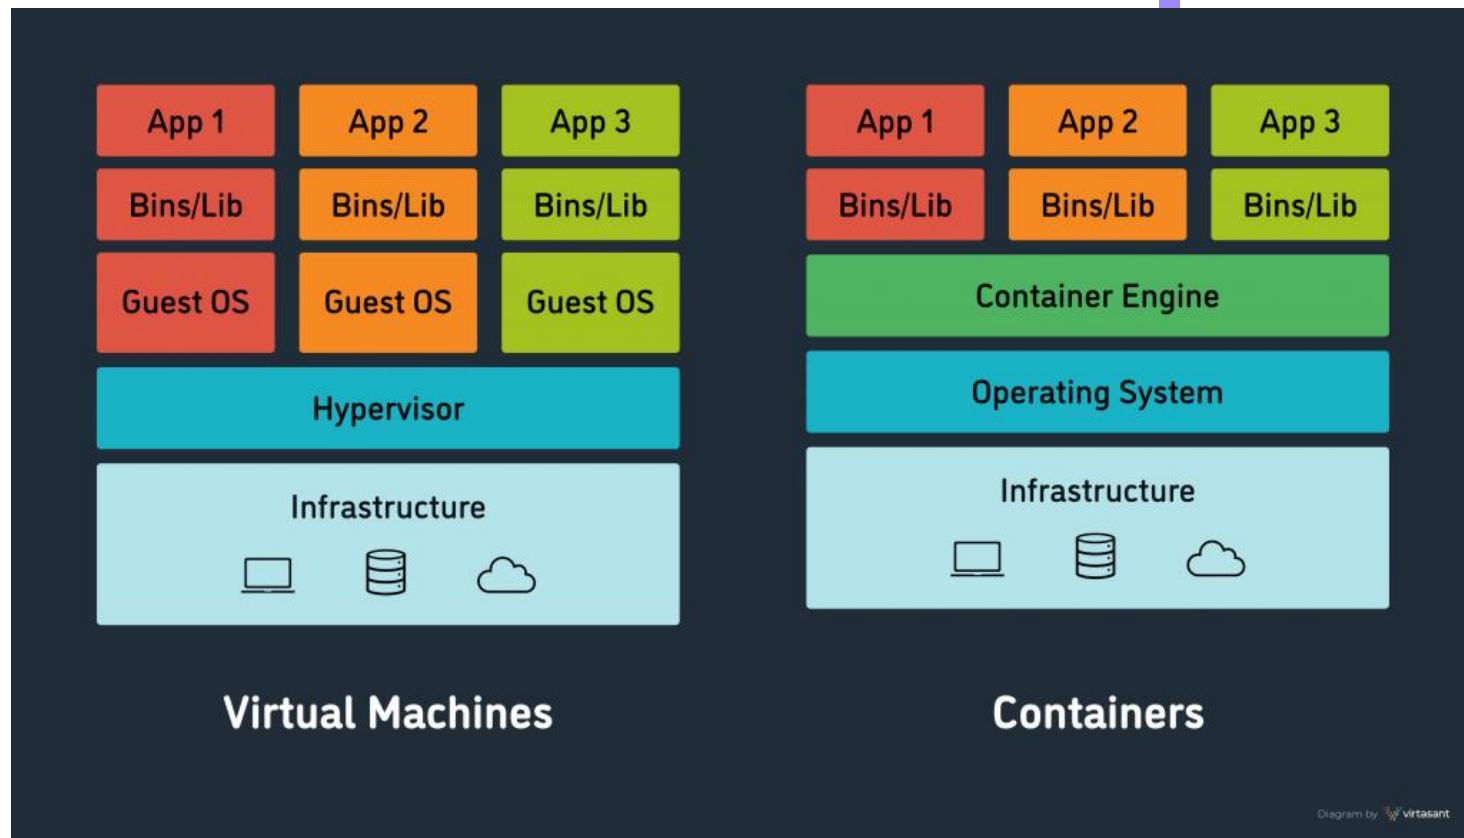 App 1
App 2
App 3
Bins/Lib
Bins/Lib
Bins/Lib
Guest OS
Guest OS
Guest OS
Hypervisor
Infrastructure
Virtual Machines
App 1
App 2
App 3
Bins/Lib
Bins/Lib
Bins/Lib
Container Engine
Operating System
Infrastructure
Containers
Diagram by virtasant